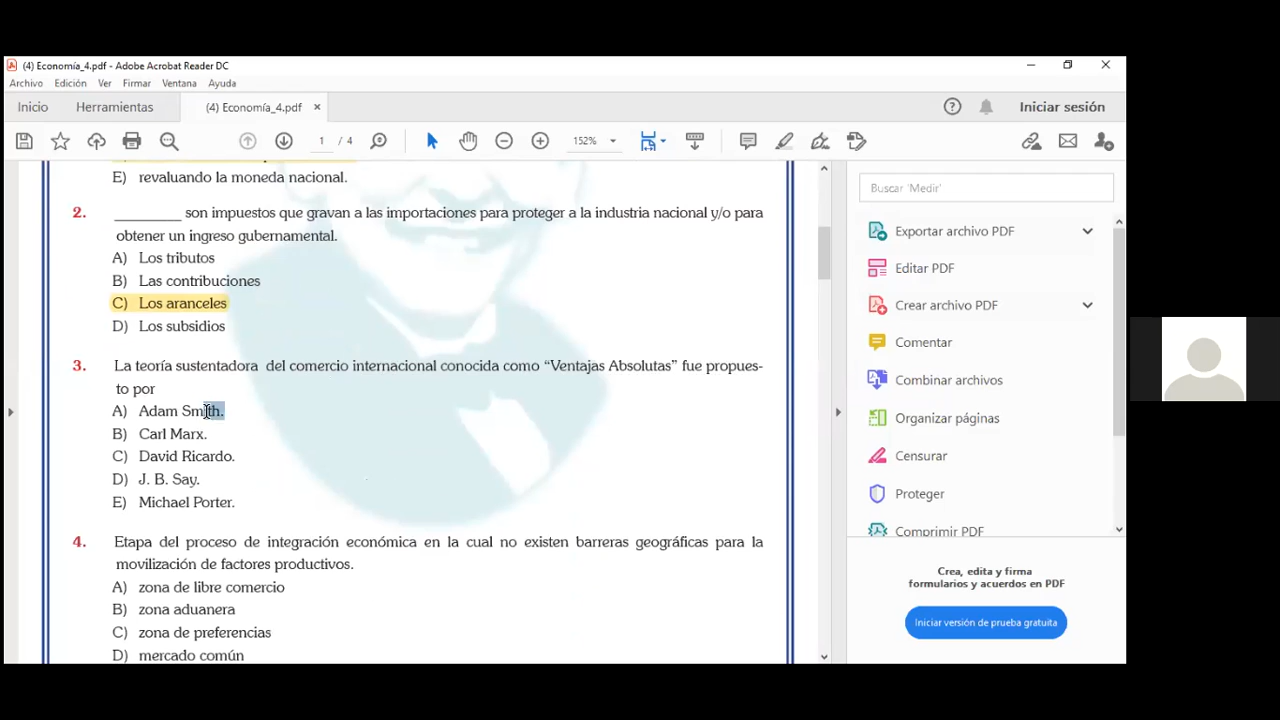 (4) Economía_4.pdf - Adobe Acrobat Reader DC
Archivo Edición Ver Firmar Ventana Ayuda
Inicio Herramientas (4) Economía_4.pdf × Iniciar sesión
1 / 4 152%
E) revaluando la moneda nacional.
2. _________ son impuestos que gravan a las importaciones para proteger a la industria nacional y/o para
obtener un ingreso gubernamental.
A) Los tributos
B) Las contribuciones
C) Los aranceles
D) Los subsidios
3. La teoría sustentadora del comercio internacional conocida como “Ventajas Absolutas” fue propues-
to por
A) Adam Smith.
B) Carl Marx.
C) David Ricardo.
D) J. B. Say.
E) Michael Porter.
4. Etapa del proceso de integración económica en la cual no existen barreras geográficas para la
movilización de factores productivos.
A) zona de libre comercio
B) zona aduanera
C) zona de preferencias
D) mercado común
Buscar 'Medir'
Exportar archivo PDF
Editar PDF
Crear archivo PDF
Comentar
Combinar archivos
Organizar páginas
Censurar
Proteger
Comprimir PDF
Crea, edita y firma
formularios y acuerdos en PDF
Iniciar versión de prueba gratuita